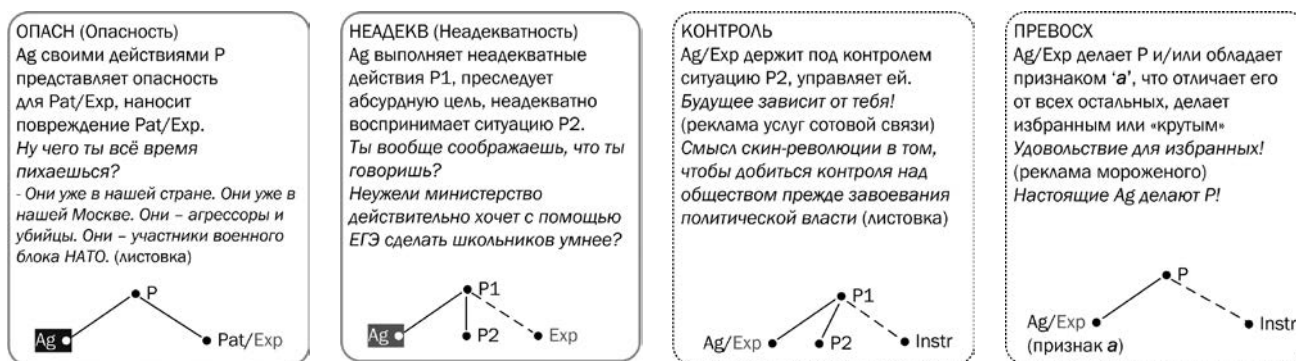 ОПАСН (Опасность)
Ag своими действиями P
представляет опасность
для Pat/Exp, наносит
повреждение Pat/Exp.
Ну чего ты всё время
пихаешься?
- Они уже в нашей стране. Они уже в
нашей Москве. Они – агрессоры и
убийцы. Они – участники военного
блока НАТО. (листовка)
P
Ag
Pat/Exp
НЕАДЕКВ (Неадекватность)
Ag выполняет неадекватные
действия P1, преследует
абсурдную цель, неадекватно
воспринимает ситуацию P2.
Ты вообще соображаешь, что ты
говоришь?
Неужели министерство
действительно хочет с помощью
ЕГЭ сделать школьников умнее?
P1
Ag
P2
Exp
КОНТРОЛЬ
Ag/Exp держит под контролем
ситуацию P2, управляет ей.
Будущее зависит от тебя!
(реклама услуг сотовой связи)
Смысл скин-революции в том,
чтобы добиться контроля над
обществом прежде завоевания
политической власти (листовка)
P1
Ag/Exp
P2
Instr
ПРЕВОСХ
Ag/Exp делает P и/или обладает
признаком ‘a’, что отличает его
от всех остальных, делает
избранным или «крутым»
Удовольствие для избранных!
(реклама мороженого)
Настоящие Ag делают P!
P
Ag/Exp
(признак a)
Instr